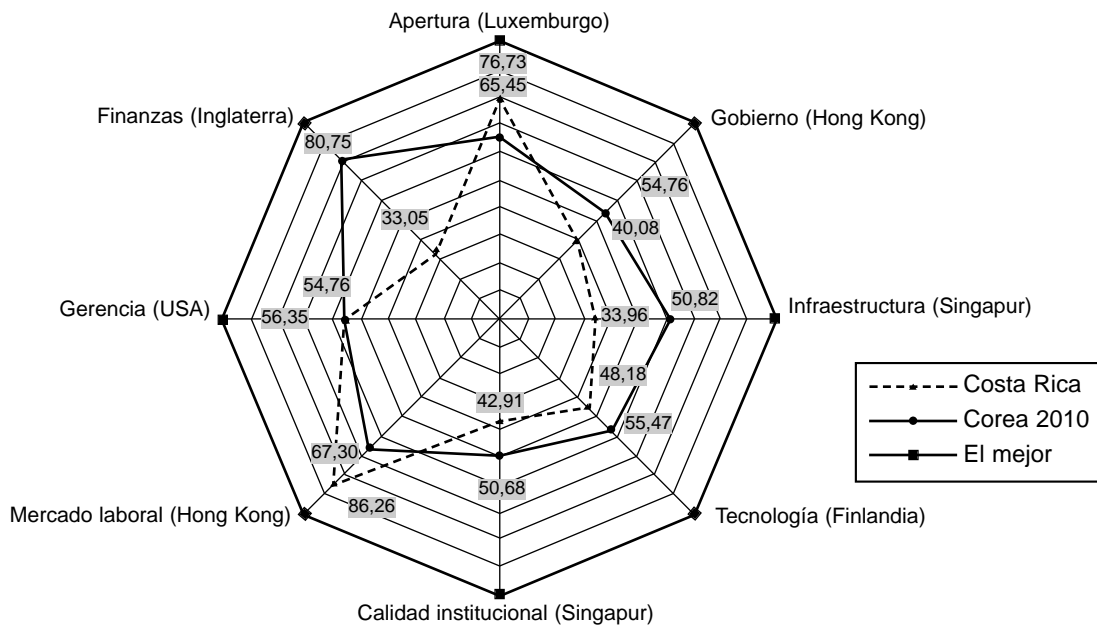 Apertura (Luxemburgo)
76,73
65,45
Finanzas (Inglaterra)
Gobierno (Hong Kong)
80,75
54,76
33,05
40,08
54,76
50,82
Gerencia (USA)
56,35
33,96
Infraestructura (Singapur)
48,18
42,91
55,47
Costa Rica
Corea 2010
El mejor
67,30
50,68
86,26
Mercado laboral (Hong Kong)
Tecnología (Finlandia)
Calidad institucional (Singapur)